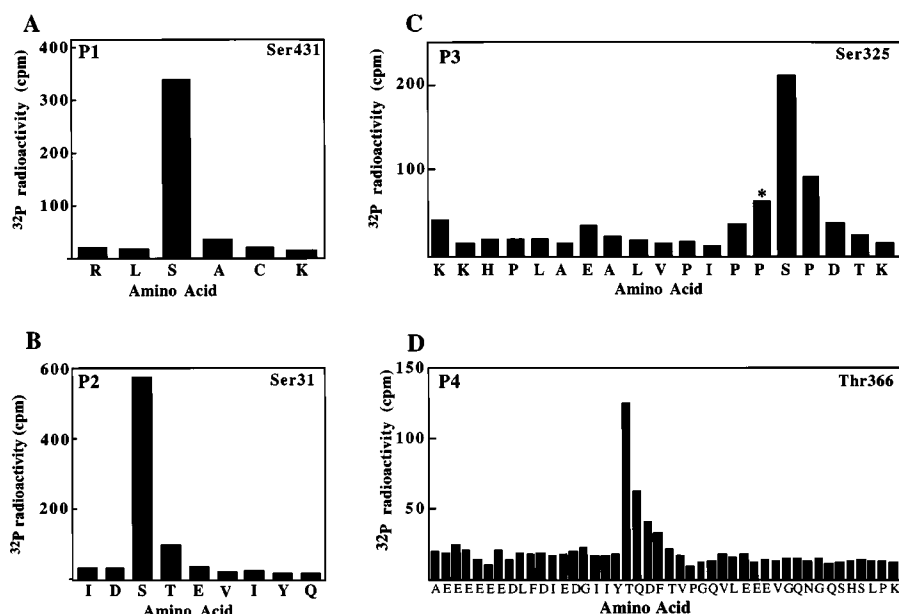 A
P1
Ser431
400
300
200
100
32P radioactivity (cpm)
R L S A C K
Amino Acid
B
P2
Ser31
600
400
200
32P radioactivity (cpm)
I D S T E V I Y Q
Amino Acid
C
P3
Ser325
200
100
32P radioactivity (cpm)
*
K K H P L A E A L V P I P P S P D T K
Amino Acid
D
P4
Thr366
150
100
50
32P radioactivity (cpm)
AEEEEEEDLFDIEDGIIYTQDFTVPGQVLEEEVGQNGQSHSLPK
Amino Acid